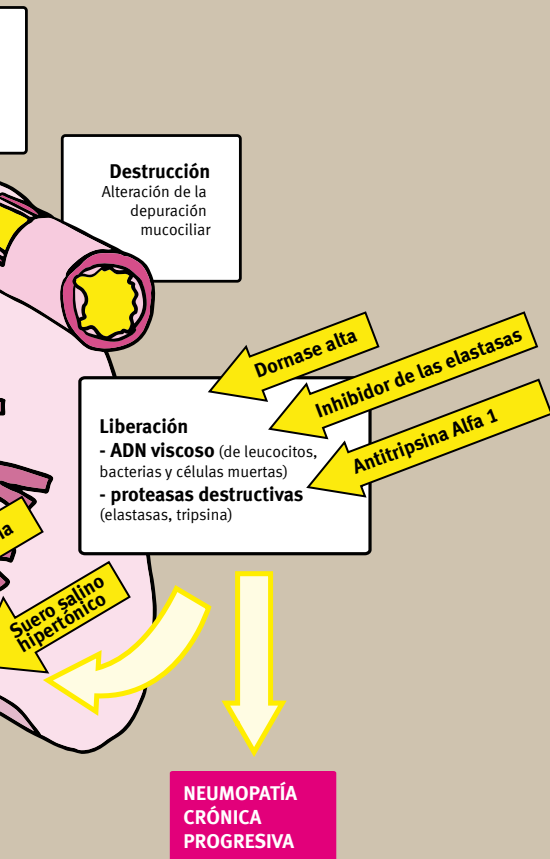 Destrucción
Alteración de la
depuración
mucociliar
Dornase alta
Inhibidor de las elastasas
Antitripsina Alfa 1
Liberación
- ADN viscoso (de leucocitos,
bacterias y células muertas)
- proteasas destructivas
(elastasas, tripsina)
Suero salino
hipertónico
NEUMOPATÍA
CRÓNICA
PROGRESIVA